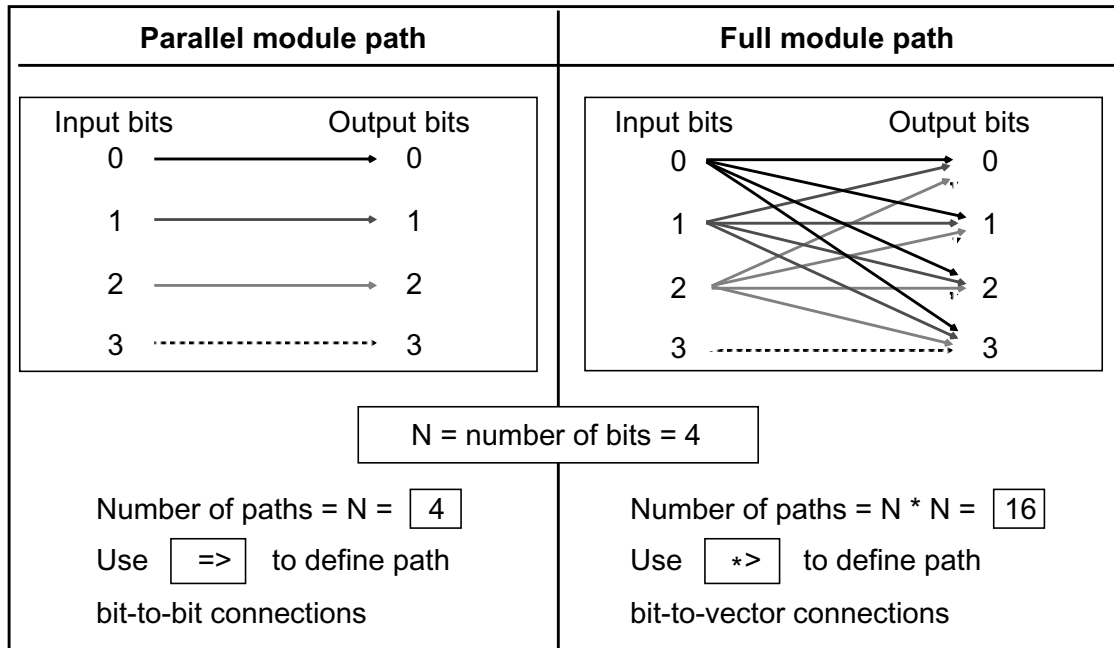 Parallel module path
Full module path
Input bits Output bits
0 0
1 1
2 2
3 3
Input bits Output bits
0 0
1 1
2 2
3 3
N = number of bits = 4
Number of paths = N = 4
Use => to define path
bit-to-bit connections
Number of paths = N * N = 16
Use *> to define path
bit-to-vector connections